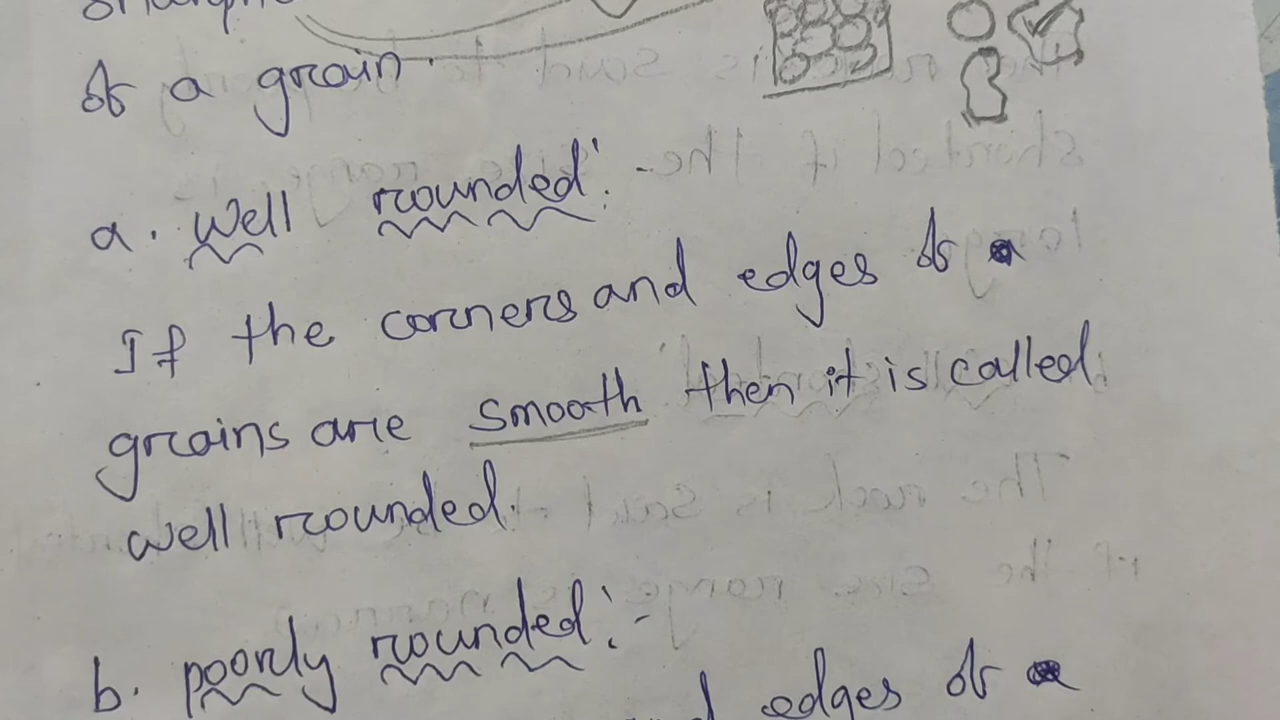 of a grain.
a. Well rounded:-
If the corners and edges of
grains are smooth then it is called
well rounded.
b. poorly rounded:-
edges of